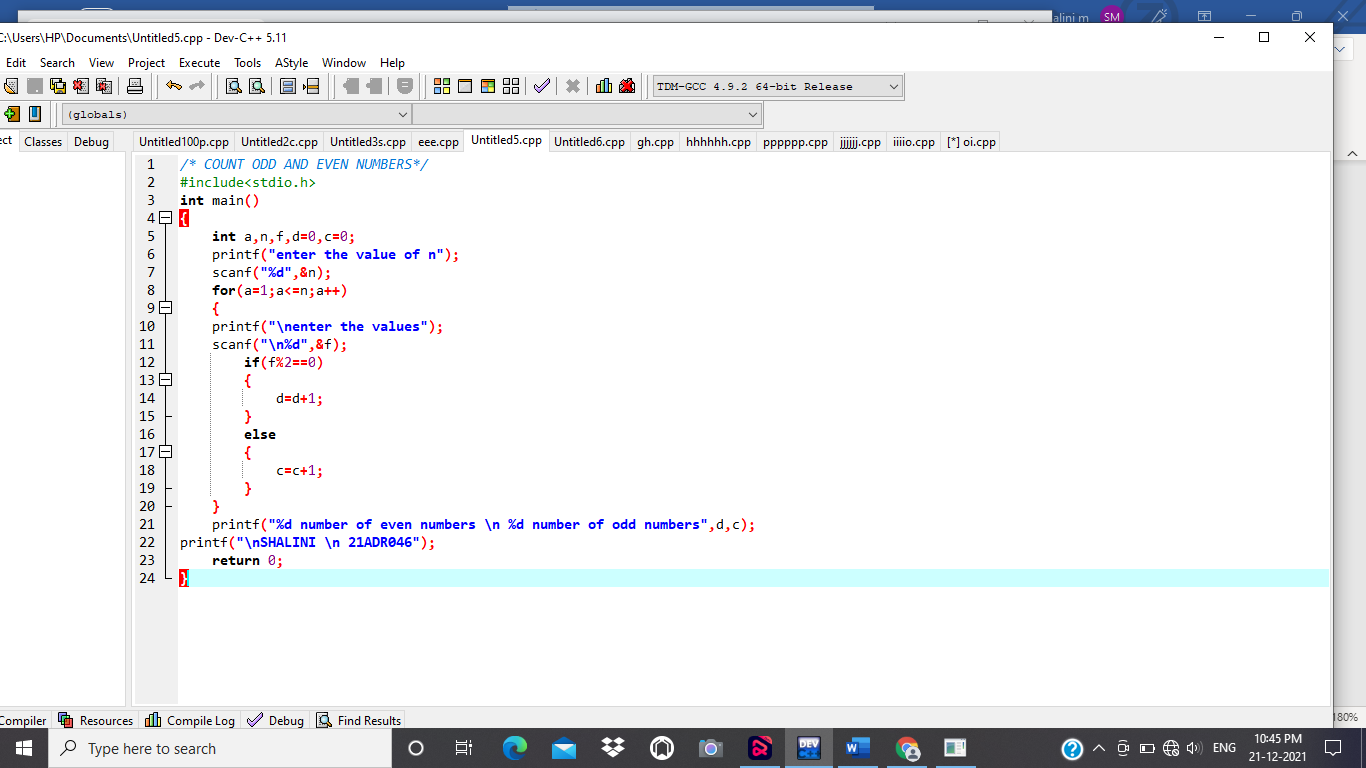 alini m SM
C:\Users\HP\Documents\Untitled5.cpp - Dev-C++ 5.11
Edit Search View Project Execute Tools AStyle Window Help
TDM-GCC 4.9.2 64-bit Release
(globals)
ect Classes Debug Untitled100p.cpp Untitled2c.cpp Untitled3s.cpp eee.cpp Untitled5.cpp Untitled6.cpp gh.cpp hhhhhh.cpp pppppp.cpp jjjjjj.cpp iiiio.cpp [*] oi.cpp
1 /* COUNT ODD AND EVEN NUMBERS*/
2 #include<stdio.h>
3 int main()
4 {
5 int a,n,f,d=0,c=0;
6 printf("enter the value of n");
7 scanf("%d",&n);
8 for(a=1;a<=n;a++)
9 {
10 printf("\nenter the values");
11 scanf("\n%d",&f);
12 if(f%2==0)
13 {
14 d=d+1;
15 }
16 else
17 {
18 c=c+1;
19 }
20 }
21 printf("%d number of even numbers \n %d number of odd numbers",d,c);
22 printf("\nSHALINI \n 21ADR046");
23 return 0;
24 }
Compiler Resources Compile Log Debug Find Results
180%
Type here to search
DEV
ENG
10:45 PM
21-12-2021